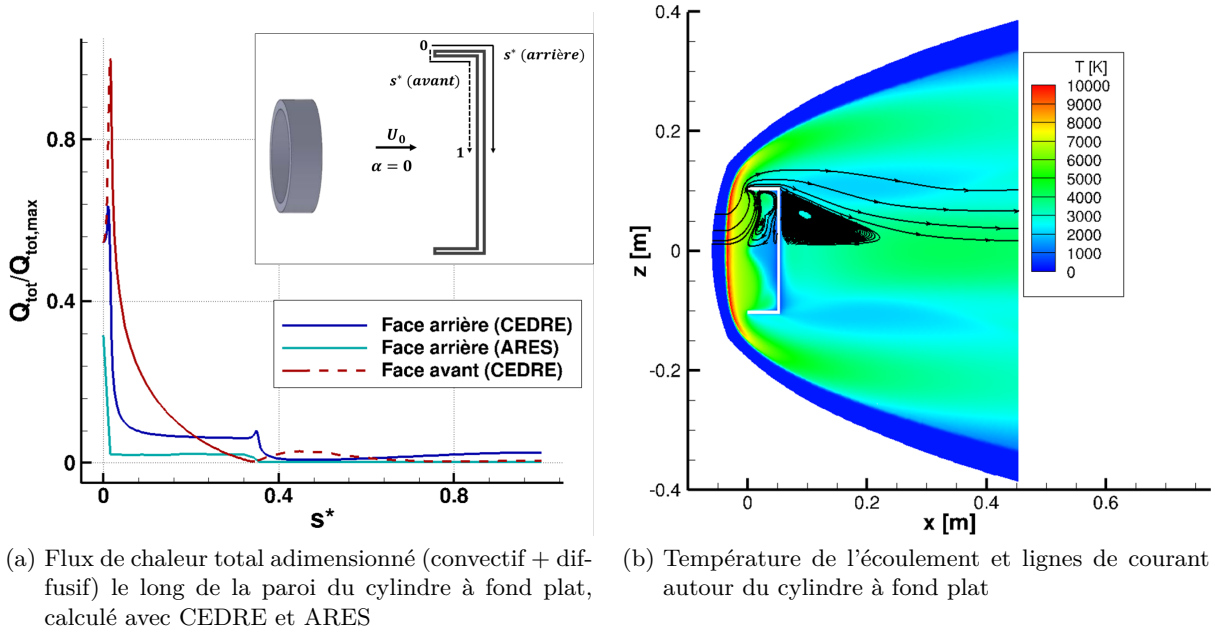 Q_tot/Q_tot,max
0.8
0.4
0
0
0.4
0.8
s*
0
s* (arrière)
s* (avant)
U_0
α = 0
1
Face arrière (CEDRE)
Face arrière (ARES)
Face avant (CEDRE)
(a) Flux de chaleur total adimensionné (convectif + dif-
fusif) le long de la paroi du cylindre à fond plat,
calculé avec CEDRE et ARES
z [m]
0.4
0.2
0
-0.2
-0.4
0
0.2
0.4
0.6
x [m]
T [K]
10000
9000
8000
7000
6000
5000
4000
3000
2000
1000
0
(b) Température de l'écoulement et lignes de courant
autour du cylindre à fond plat